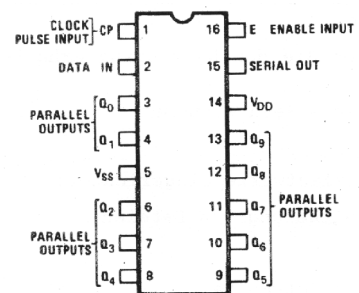 CLOCK
PULSE INPUT CP 1 16 E ENABLE INPUT
DATA IN 2 15 SERIAL OUT
Q0 3 14 VDD
PARALLEL
OUTPUTS
Q1 4 13 Q9
VSS 5 12 Q8
Q2 6 11 Q7
PARALLEL
OUTPUTS
PARALLEL
OUTPUTS
Q3 7 10 Q6
Q4 8 9 Q5